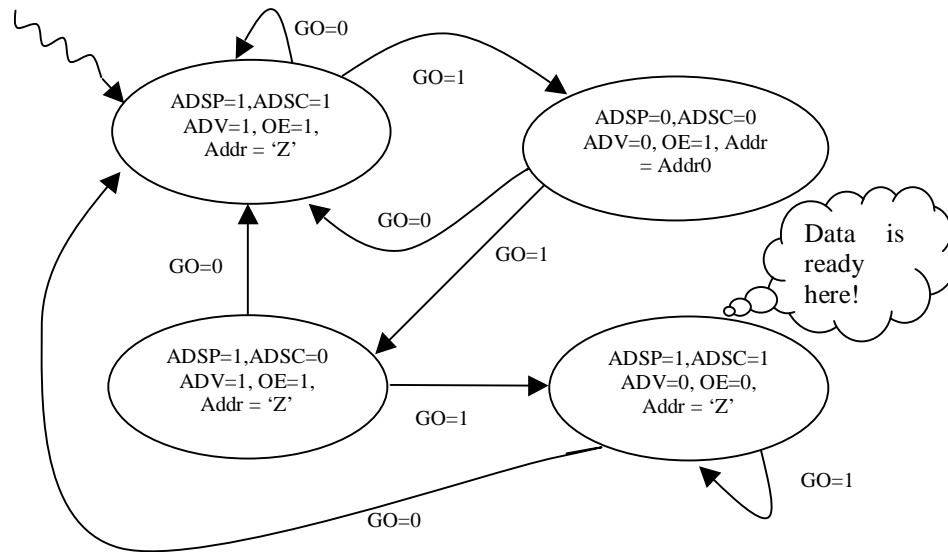 GO=0
GO=1
ADSP=1,ADSC=1
ADV=1, OE=1,
Addr = ‘Z’
ADSP=0,ADSC=0
ADV=0, OE=1, Addr
= Addr0
GO=0
GO=1
GO=0
Data is
ready
here!
ADSP=1,ADSC=0
ADV=1, OE=1,
Addr = ‘Z’
GO=1
ADSP=1,ADSC=1
ADV=0, OE=0,
Addr = ‘Z’
GO=1
GO=0